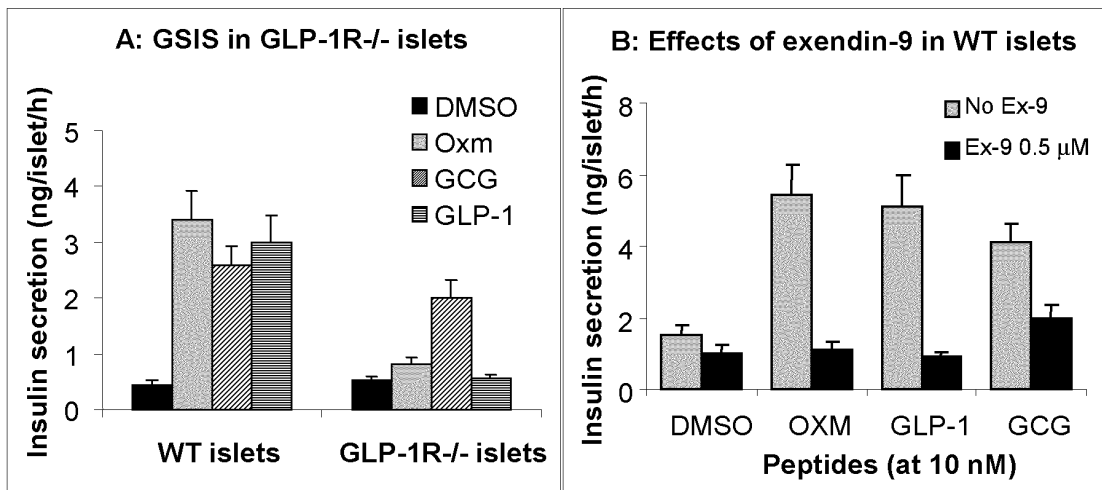 A: GSIS in GLP-1R-/- islets
DMSO
Oxm
GCG
GLP-1
Insulin secretion (ng/islet/h)
5
4
3
2
1
0
WT islets GLP-1R-/- islets
B: Effects of exendin-9 in WT islets
No Ex-9
Ex-9 0.5 μM
Insulin secretion (ng/islet/h)
8
6
4
2
0
DMSO OXM GLP-1 GCG
Peptides (at 10 nM)